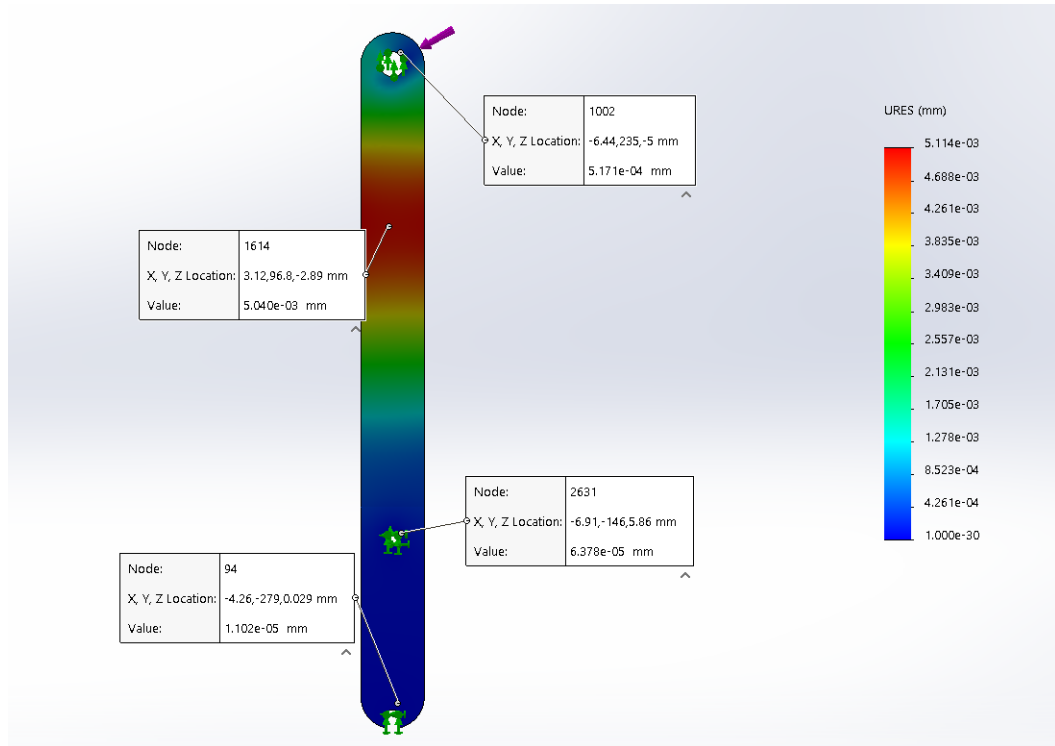 Node: 1002
X, Y, Z Location: -6.44,235,-5 mm
Value: 5.171e-04 mm
URES (mm)
5.114e-03
4.688e-03
4.261e-03
3.835e-03
3.409e-03
2.983e-03
2.557e-03
2.131e-03
1.705e-03
1.278e-03
8.523e-04
4.261e-04
1.000e-30
Node: 1614
X, Y, Z Location: 3.12,96.8,-2.89 mm
Value: 5.040e-03 mm
Node: 2631
X, Y, Z Location: -6.91,-146,5.86 mm
Value: 6.378e-05 mm
Node: 94
X, Y, Z Location: -4.26,-279,0.029 mm
Value: 1.102e-05 mm